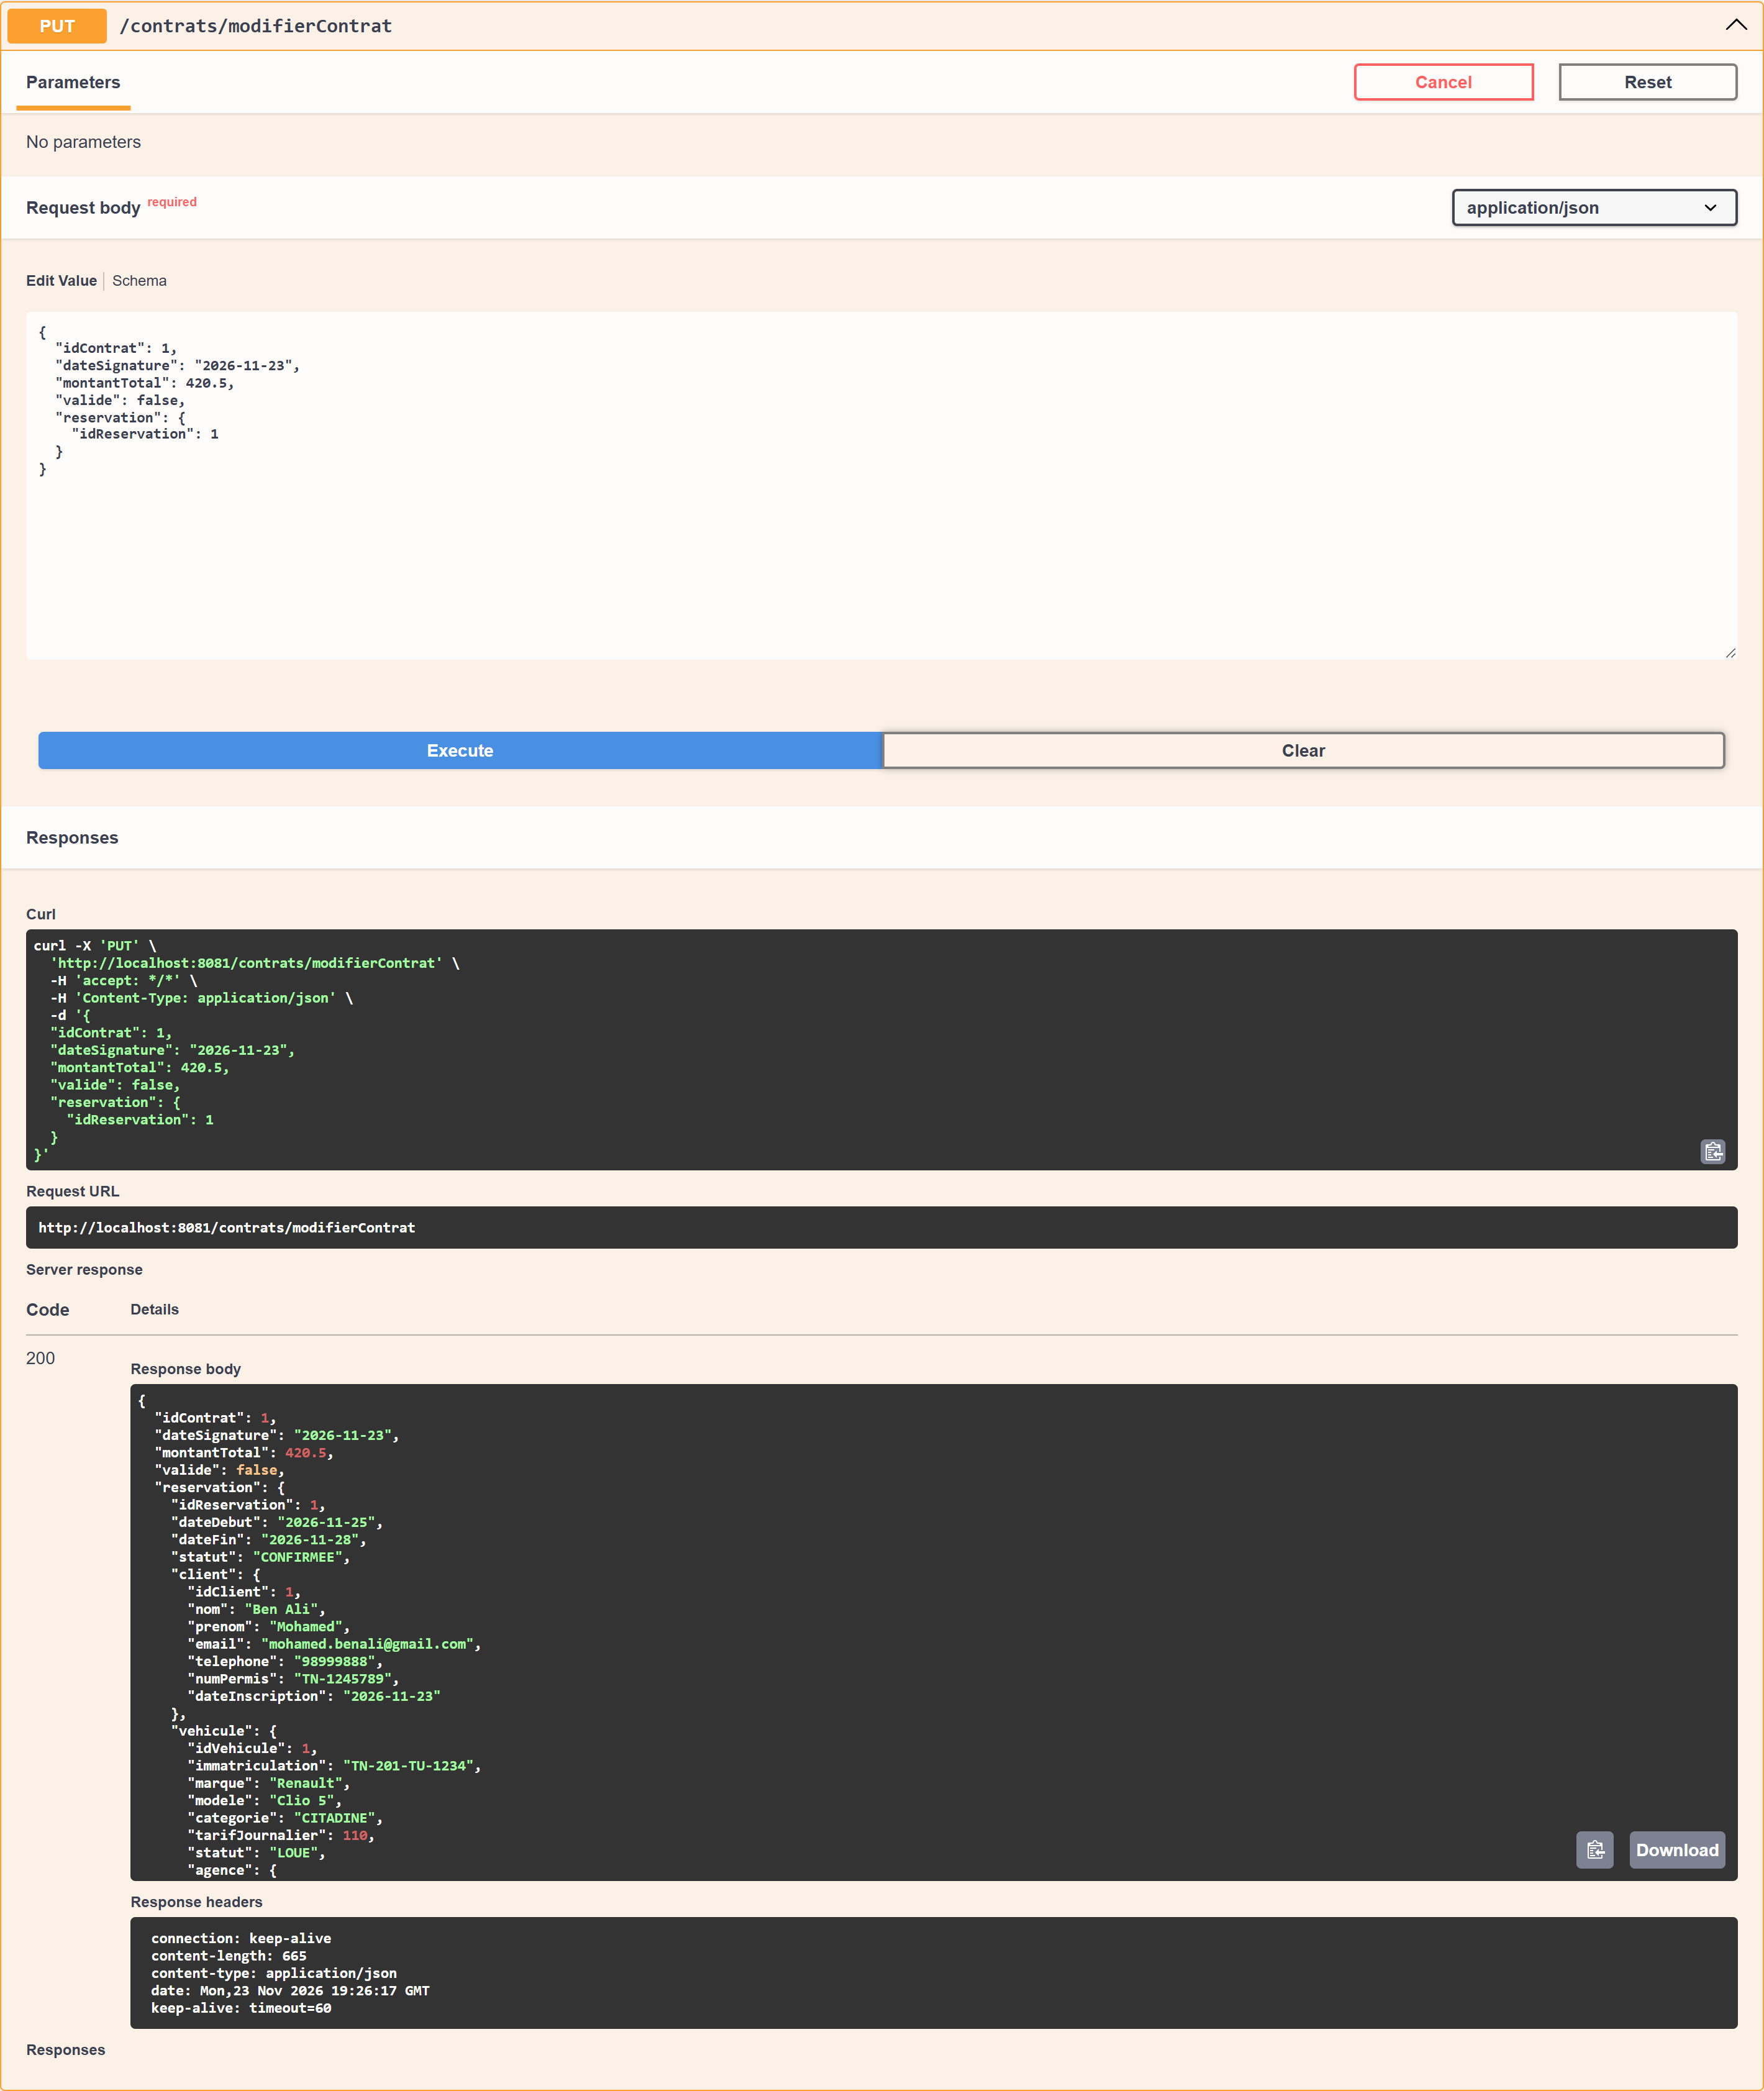 PUT /contrats/modifierContrat
Parameters
Cancel
Reset
No parameters
Request body required
application/json
Edit Value Schema
{
  "idContrat": 1,
  "dateSignature": "2026-11-23",
  "montantTotal": 420.5,
  "valide": false,
  "reservation": {
    "idReservation": 1
  }
}
Execute
Clear
Responses
Curl
curl -X 'PUT' \
  'http://localhost:8081/contrats/modifierContrat' \
  -H 'accept: */*' \
  -H 'Content-Type: application/json' \
  -d '{
  "idContrat": 1,
  "dateSignature": "2026-11-23",
  "montantTotal": 420.5,
  "valide": false,
  "reservation": {
    "idReservation": 1
  }
}'
Request URL
http://localhost:8081/contrats/modifierContrat
Server response
Code Details
200
Response body
{
  "idContrat": 1,
  "dateSignature": "2026-11-23",
  "montantTotal": 420.5,
  "valide": false,
  "reservation": {
    "idReservation": 1,
    "dateDebut": "2026-11-25",
    "dateFin": "2026-11-28",
    "statut": "CONFIRMEE",
    "client": {
      "idClient": 1,
      "nom": "Ben Ali",
      "prenom": "Mohamed",
      "email": "mohamed.benali@gmail.com",
      "telephone": "98999888",
      "numPermis": "TN-1245789",
      "dateInscription": "2026-11-23"
    },
    "vehicule": {
      "idVehicule": 1,
      "immatriculation": "TN-201-TU-1234",
      "marque": "Renault",
      "modele": "Clio 5",
      "categorie": "CITADINE",
      "tarifJournalier": 110,
      "statut": "LOUE",
      "agence": {
Download
Response headers
connection: keep-alive
content-length: 665
content-type: application/json
date: Mon,23 Nov 2026 19:26:17 GMT
keep-alive: timeout=60
Responses